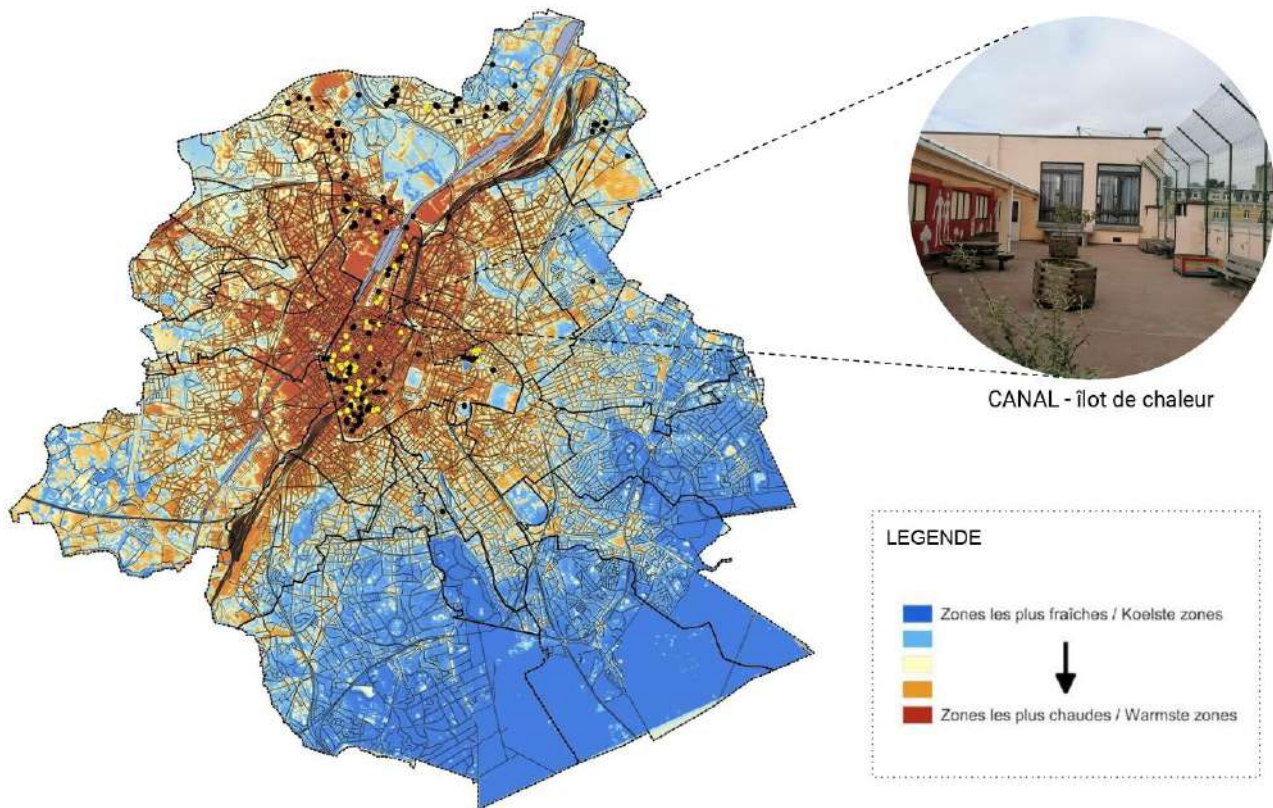 CANAL - îlot de chaleur
LEGENDE
Zones les plus fraîches / Koelste zones
Zones les plus chaudes / Warmste zones